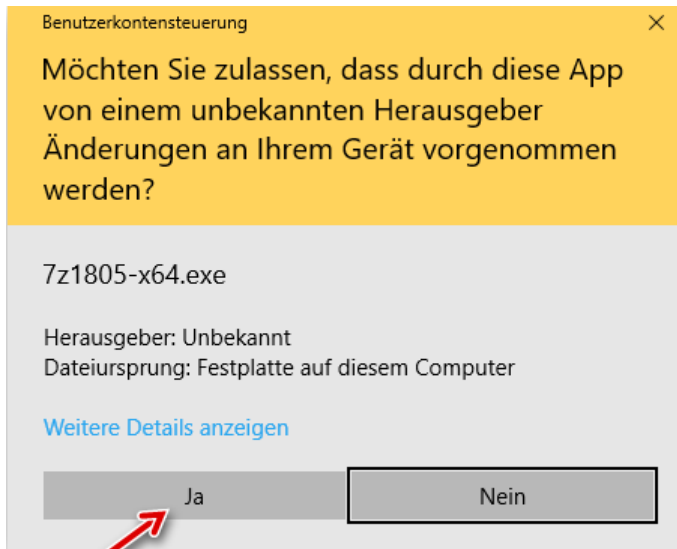 Benutzerkontensteuerung
Möchten Sie zulassen, dass durch diese App
von einem unbekannten Herausgeber
Änderungen an Ihrem Gerät vorgenommen
werden?
7z1805-x64.exe
Herausgeber: Unbekannt
Dateiursprung: Festplatte auf diesem Computer
Weitere Details anzeigen
Ja
Nein